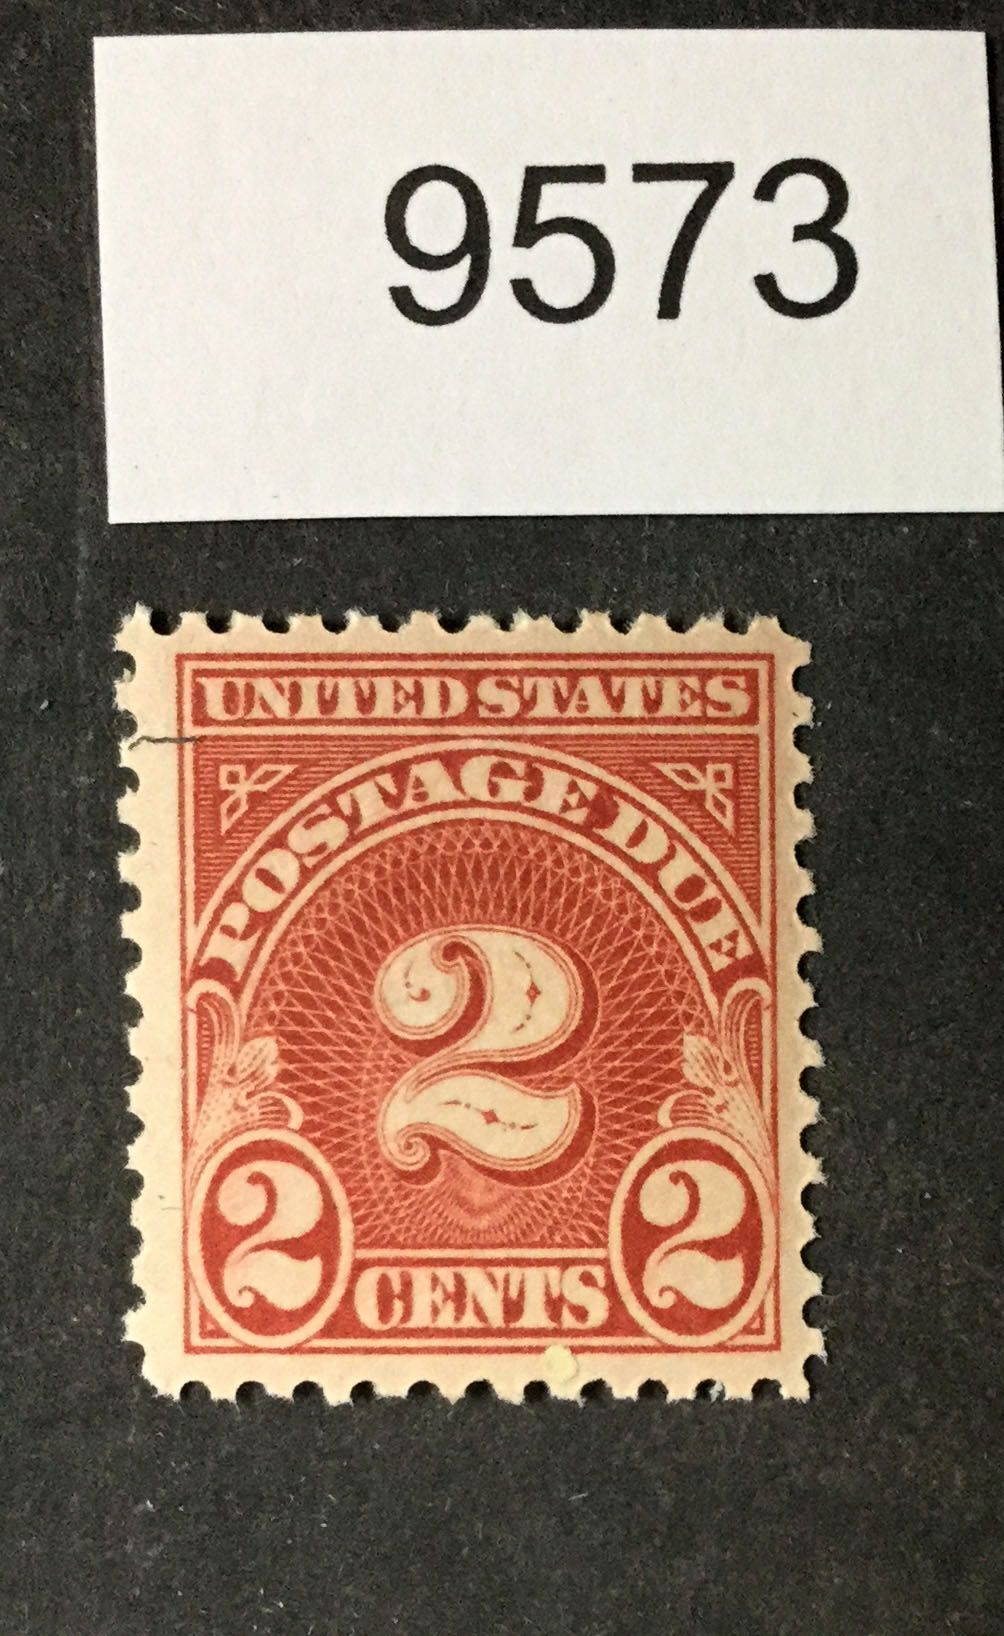 9573
UNITED STATES
POSTAGE DUE
2
2 CENTS 2